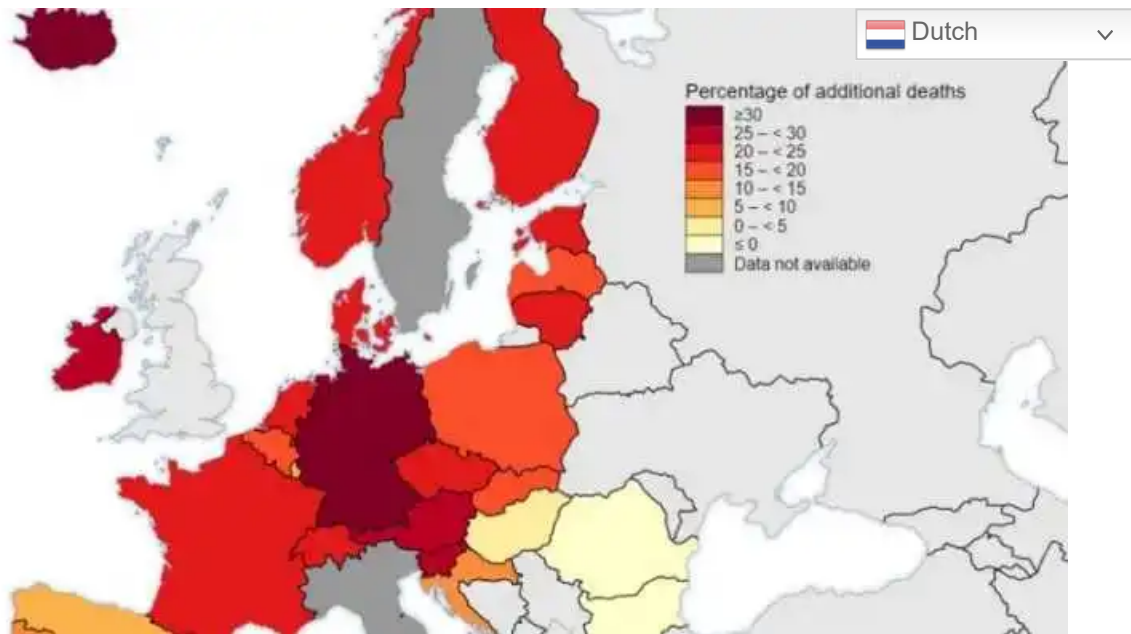 Dutch
Percentage of additional deaths
≥30
25 – < 30
20 – < 25
15 – < 20
10 – < 15
5 – < 10
0 – < 5
≤ 0
Data not available